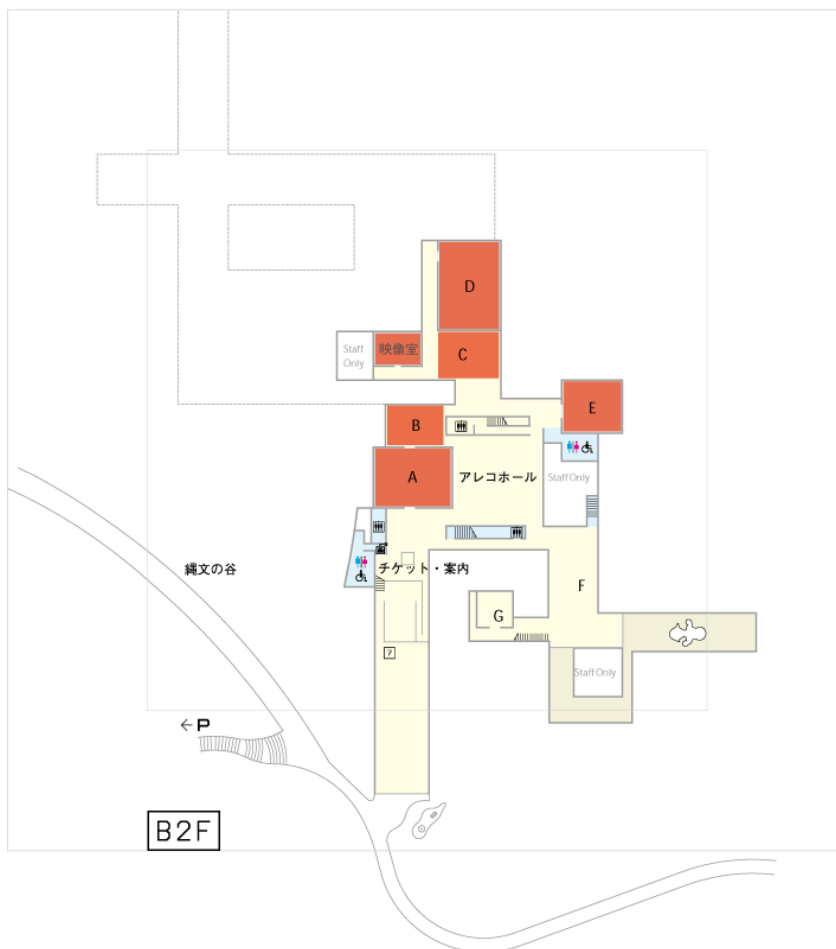 D
Staff
Only
映像室
C
E
B
A
アレコホール
Staff Only
縄文の谷
チケット・案内
F
G
?
Staff Only
←P
B2F